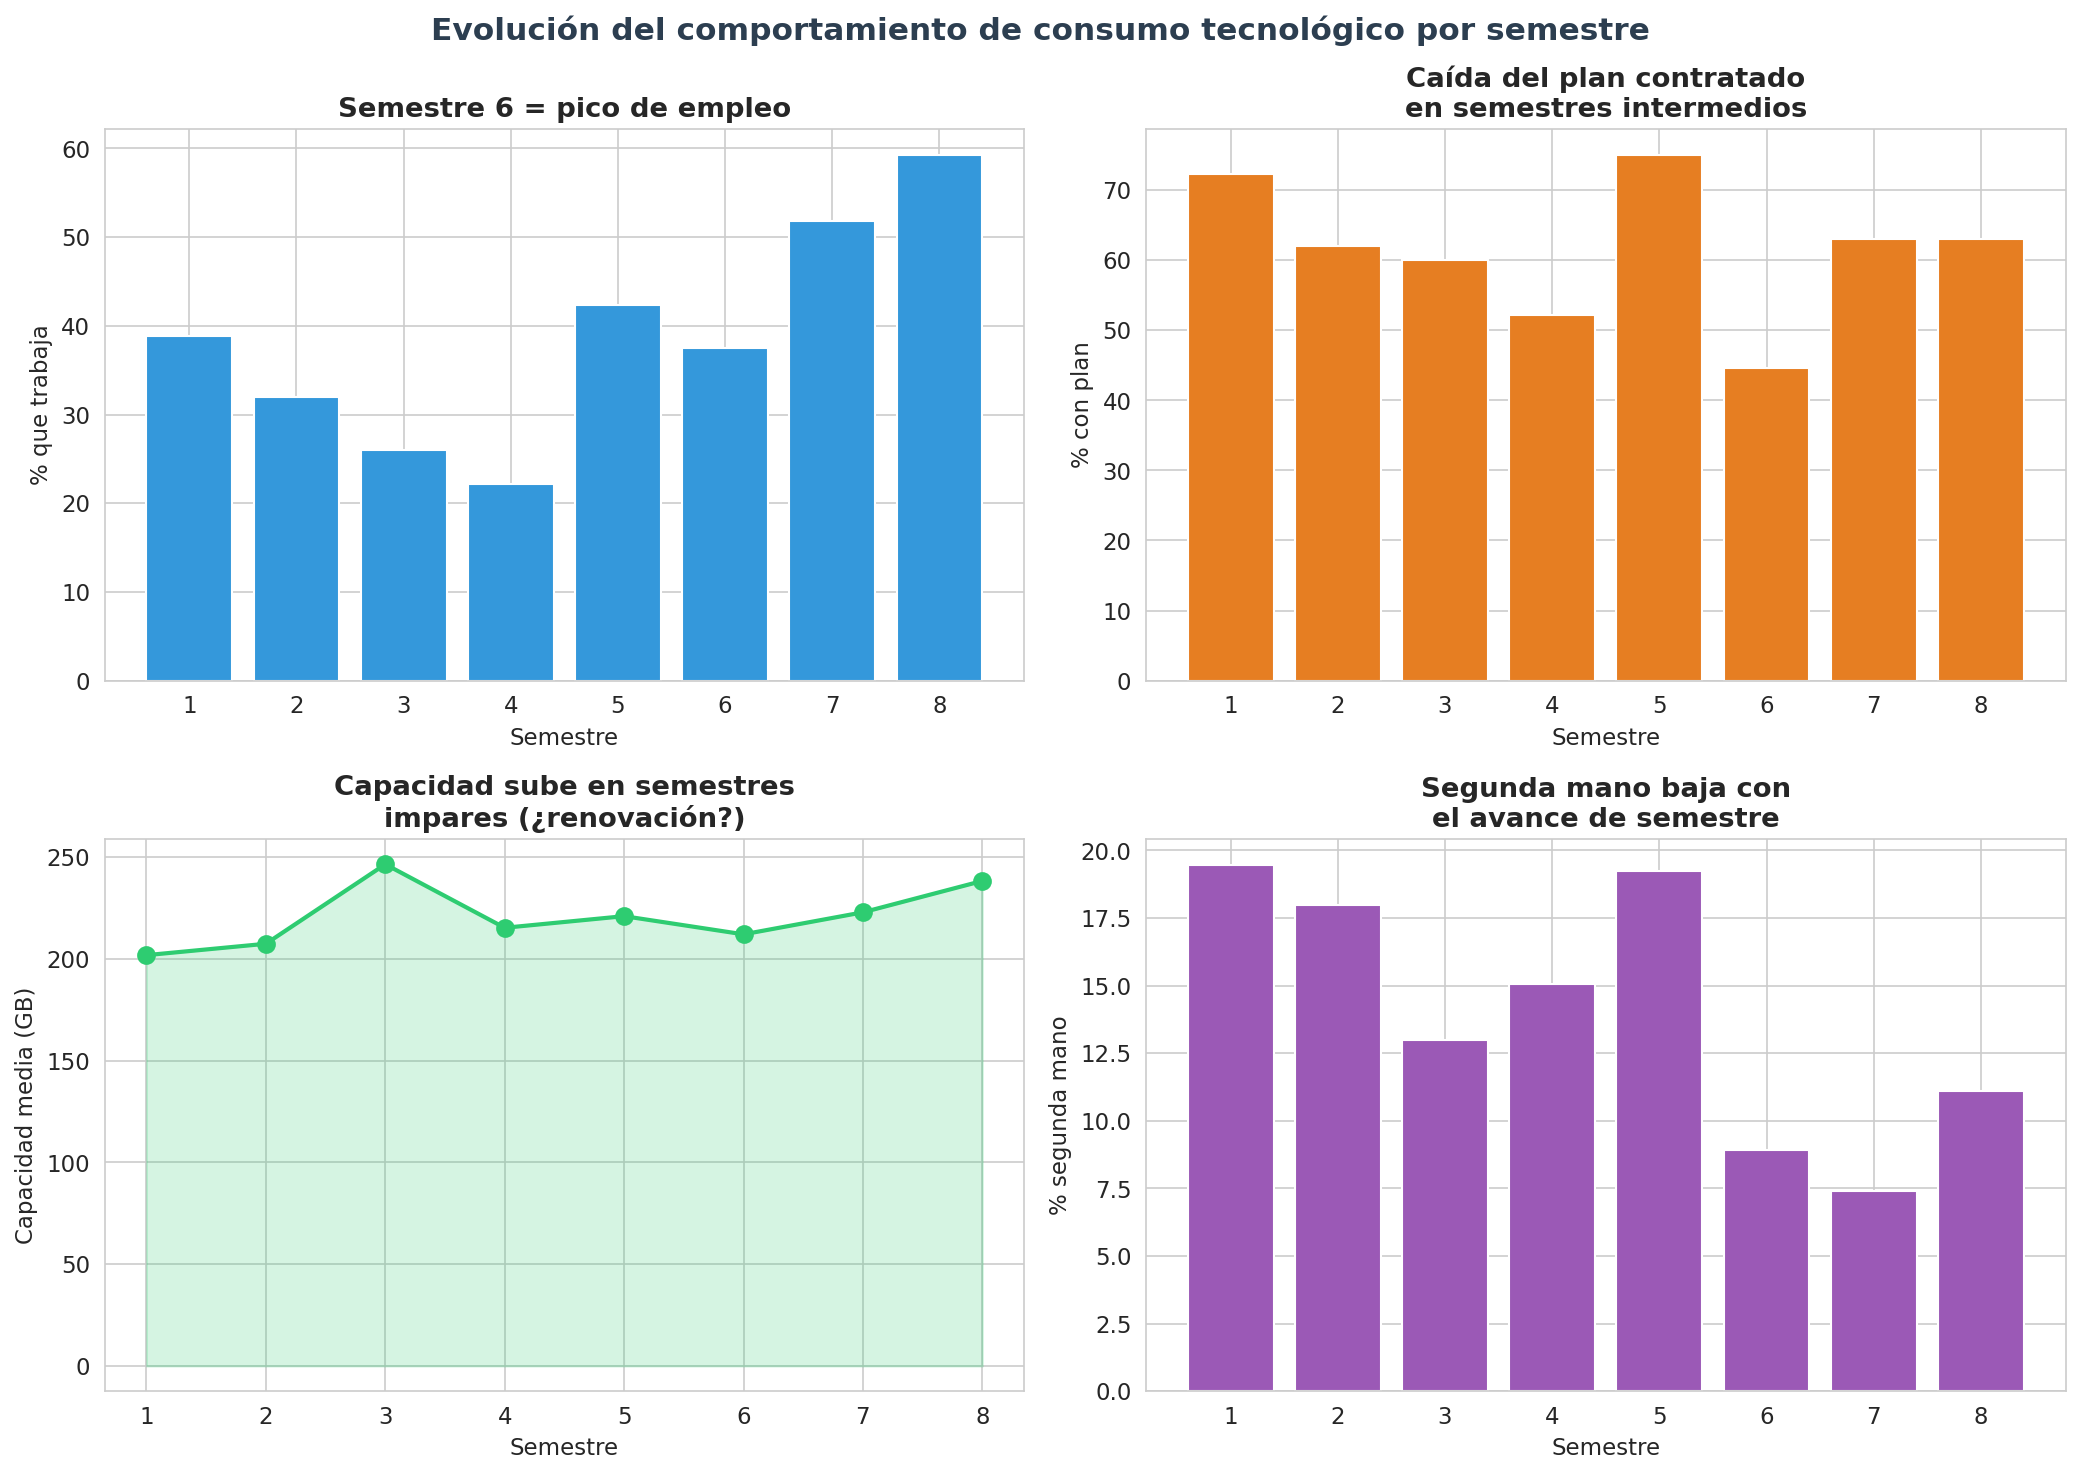 Evolución del comportamiento de consumo tecnológico por semestre
Semestre 6 = pico de empleo
60
50
40
30
20
10
0
% que trabaja
1 2 3 4 5 6 7 8
Semestre
Caída del plan contratado
en semestres intermedios
70
60
50
40
30
20
10
0
% con plan
1 2 3 4 5 6 7 8
Semestre
Capacidad sube en semestres
impares (¿renovación?)
250
200
150
100
50
0
Capacidad media (GB)
1 2 3 4 5 6 7 8
Semestre
Segunda mano baja con
el avance de semestre
20.0
17.5
15.0
12.5
10.0
7.5
5.0
2.5
0.0
% segunda mano
1 2 3 4 5 6 7 8
Semestre